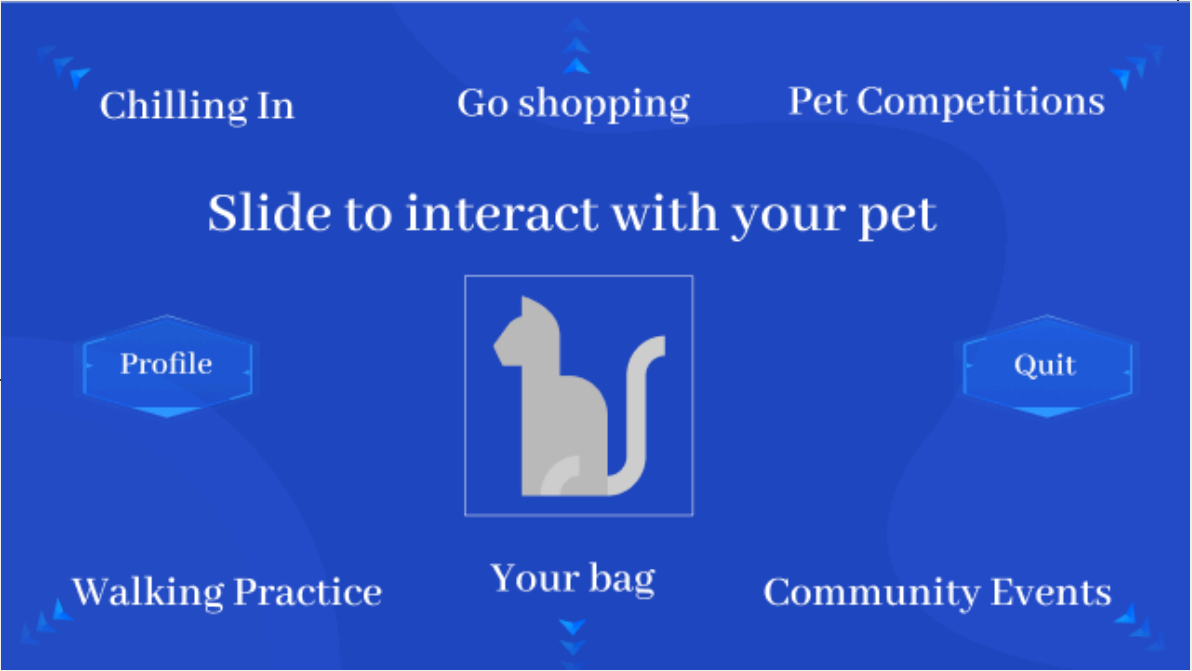 Chilling In
Go shopping
Pet Competitions
Slide to interact with your pet
Profile
Quit
Walking Practice
Your bag
Community Events